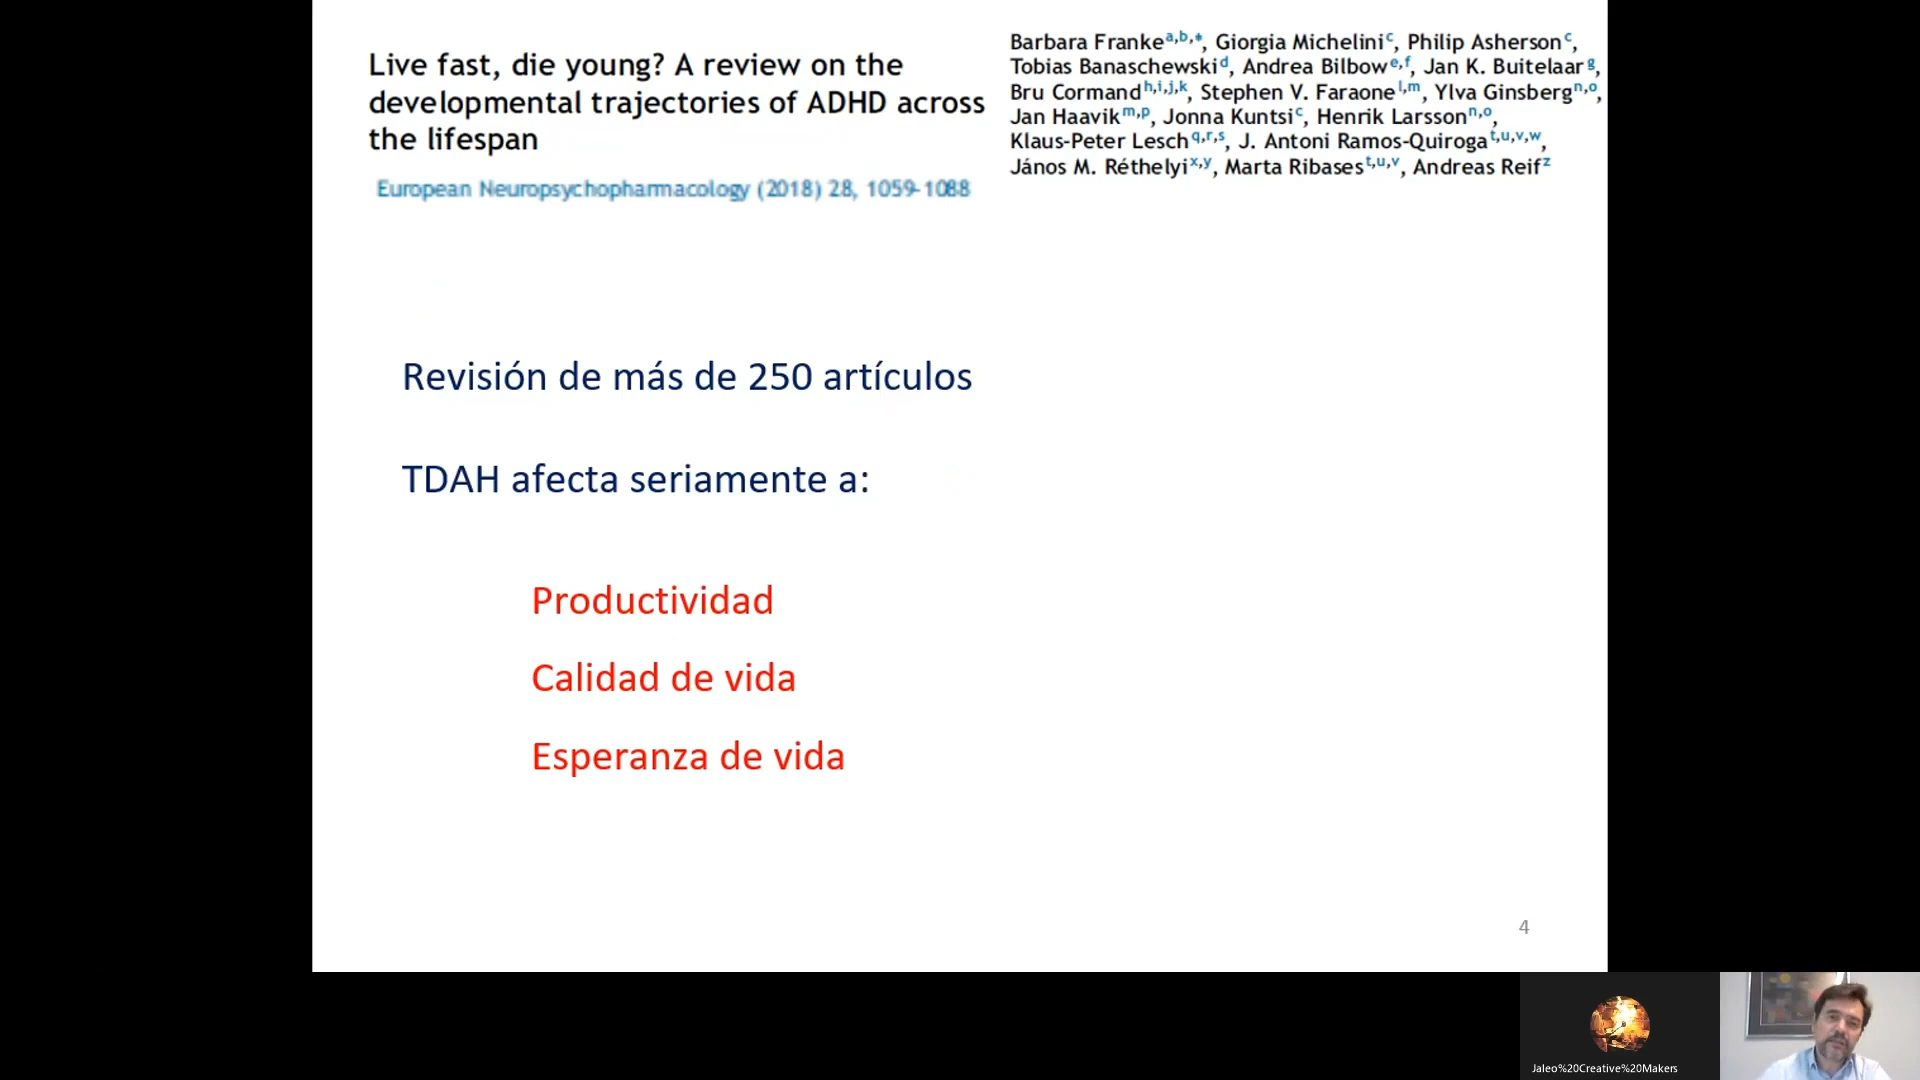 Live fast, die young? A review on the
developmental trajectories of ADHD across
the lifespan
European Neuropsychopharmacology (2018) 28, 1059-1088
Barbara Franke a,b,*, Giorgia Michelini c, Philip Asherson c,
Tobias Banaschewski d, Andrea Bilbow e,f, Jan K. Buitelaar g,
Bru Cormand h,i,j,k, Stephen V. Faraone l,m, Ylva Ginsberg n,o,
Jan Haavik m,p, Jonna Kuntsi c, Henrik Larsson n,o,
Klaus-Peter Lesch q,r,s, J. Antoni Ramos-Quiroga t,u,v,w,
János M. Réthelyi x,y, Marta Ribases t,u,v, Andreas Reif z
Revisión de más de 250 artículos
TDAH afecta seriamente a:
Productividad
Calidad de vida
Esperanza de vida
4
Jaleo%20Creative%20Makers